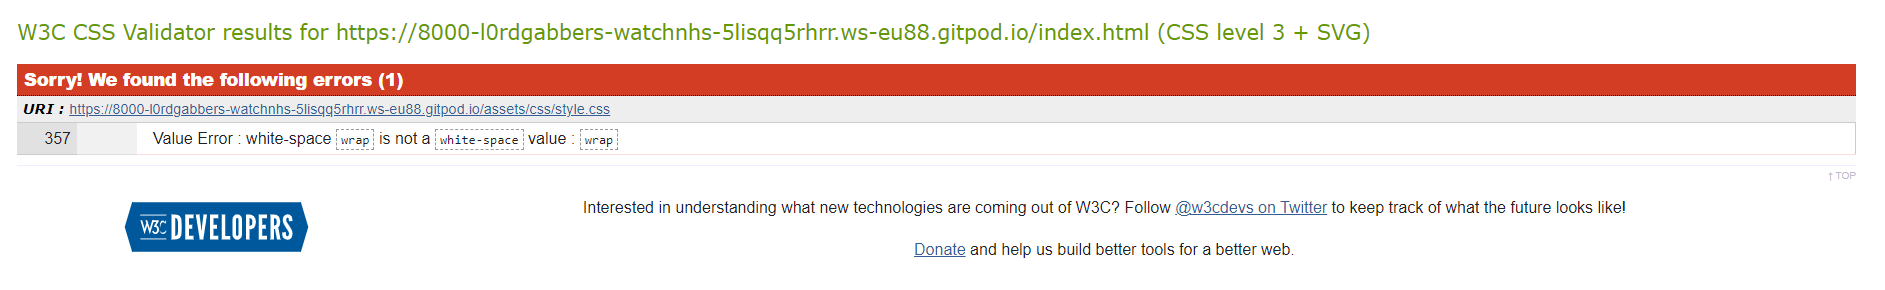 W3C CSS Validator results for https://8000-l0rdgabbers-watchnhs-5lisqq5rhrr.ws-eu88.gitpod.io/index.html (CSS level 3 + SVG)
Sorry! We found the following errors (1)
URI : https://8000-l0rdgabbers-watchnhs-5lisqq5rhrr.ws-eu88.gitpod.io/assets/css/style.css
357 Value Error : white-space wrap is not a white-space value : wrap
↑ TOP
W3C DEVELOPERS
Interested in understanding what new technologies are coming out of W3C? Follow @w3cdevs on Twitter to keep track of what the future looks like!
Donate and help us build better tools for a better web.